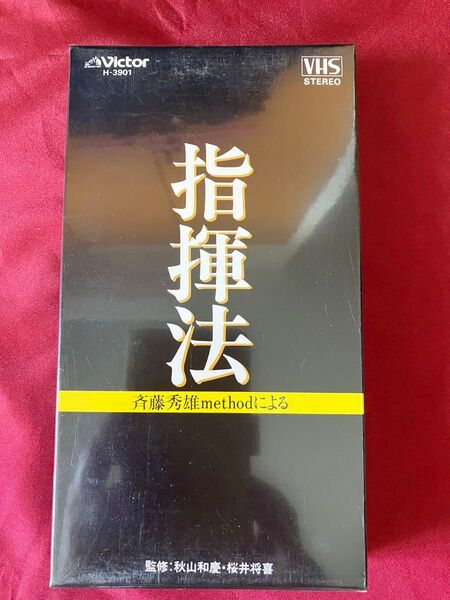 Victor
H-3901
VHS
STEREO
指揮法
斉藤秀雄methodによる
監修:秋山和慶・桜井将喜